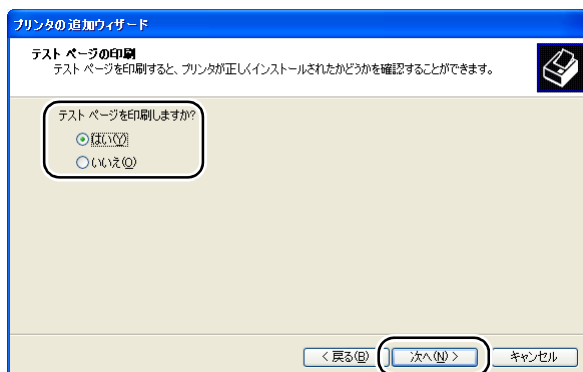 プリンタの追加ウィザード
テスト ページの印刷
テスト ページを印刷すると、プリンタが正しくインストールされたかどうかを確認することができます。
テスト ページを印刷しますか?
はい(Y)
いいえ(O)
< 戻る(B)
次へ(N) >
キャンセル